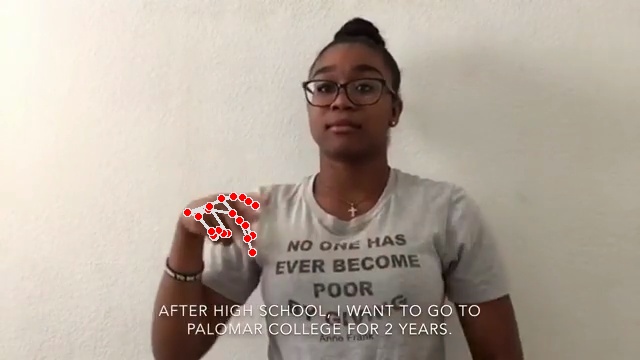 NO ONE HAS
EVER BECOME
POOR
GIVING
Anne Frank
AFTER HIGH SCHOOL, I WANT TO GO TO
PALOMAR COLLEGE FOR 2 YEARS.